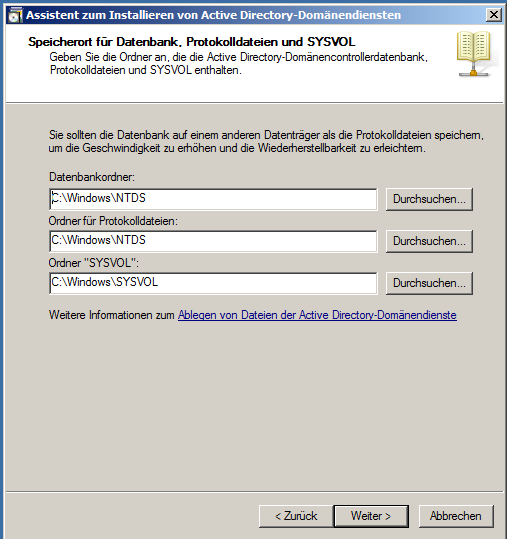 Assistent zum Installieren von Active Directory-Domänendiensten
Speicherort für Datenbank, Protokolldateien und SYSVOL
Geben Sie die Ordner an, die die Active Directory-Domänencontrollerdatenbank,
Protokolldateien und SYSVOL enthalten.
Sie sollten die Datenbank auf einem anderen Datenträger als die Protokolldateien speichern,
um die Geschwindigkeit zu erhöhen und die Wiederherstellbarkeit zu erleichtern.
Datenbankordner:
C:\Windows\NTDS Durchsuchen...
Ordner für Protokolldateien:
C:\Windows\NTDS Durchsuchen...
Ordner "SYSVOL":
C:\Windows\SYSVOL Durchsuchen...
Weitere Informationen zum Ablegen von Dateien der Active Directory-Domänendienste
< Zurück Weiter > Abbrechen